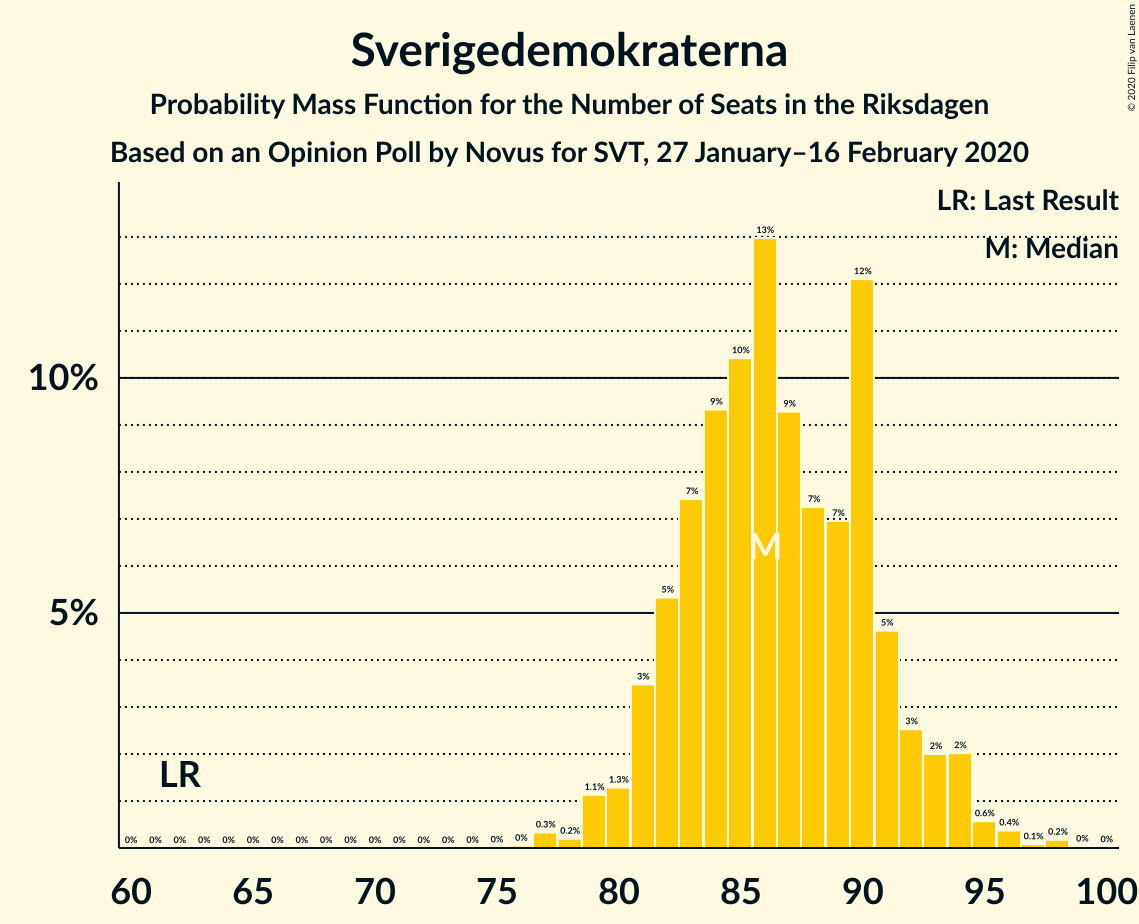 Sverigedemokraterna
Probability Mass Function for the Number of Seats in the Riksdagen
Based on an Opinion Poll by Novus for SVT, 27 January–16 February 2020
© 2020 Filip van Laenen
LR: Last Result
M: Median
10%
5%
0% 0% 0% 0% 0% 0% 0% 0% 0% 0% 0% 0% 0% 0% 0% 0% 0% 0.3% 0.2% 1.1% 1.3% 3% 5% 7% 9% 10% 13% 9% 7% 7% 12% 5% 3% 2% 2% 0.6% 0.4% 0.1% 0.2% 0% 0%
M
LR
60 65 70 75 80 85 90 95 100